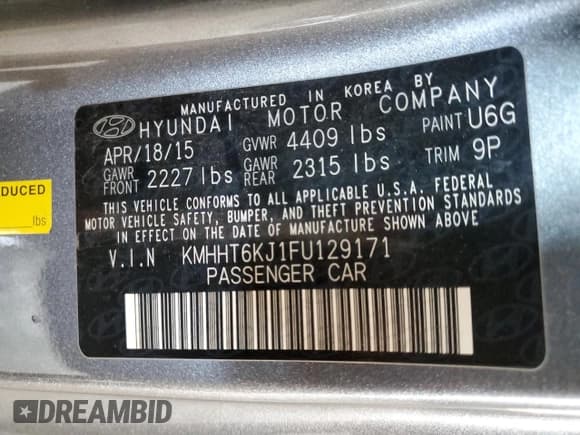 MANUFACTURED IN KOREA BY
HYUNDAI MOTOR COMPANY
APR/18/15 GVWR 4409 lbs PAINT U6G
GAWR FRONT 2227 lbs GAWR REAR 2315 lbs TRIM 9P
THIS VEHICLE CONFORMS TO ALL APPLICABLE U.S.A. FEDERAL
MOTOR VEHICLE SAFETY, BUMPER, AND THEFT PREVENTION STANDARDS
IN EFFECT ON THE DATE OF MANUFACTURE SHOWN ABOVE.
V.I.N KMHHT6KJ1FU129171
PASSENGER CAR
DUCED
lbs
DREAMBID